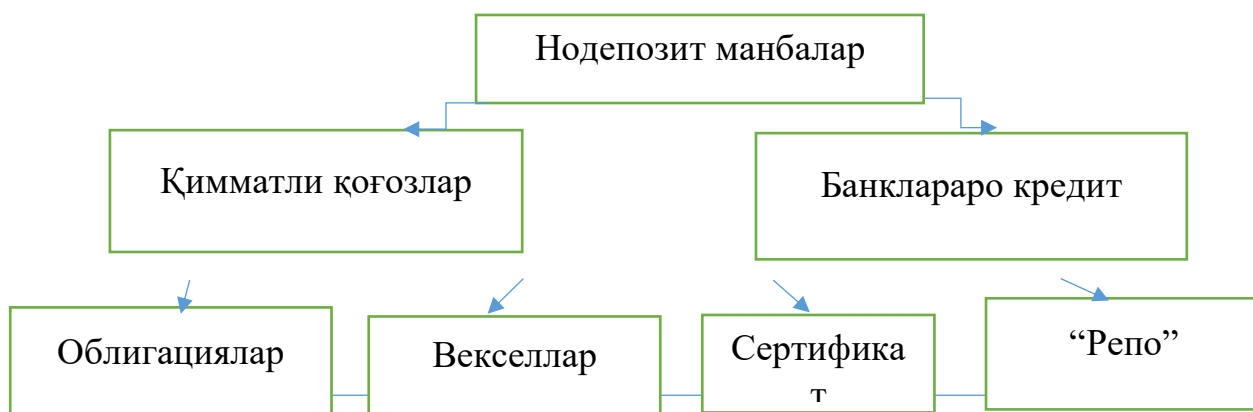 Нодепозит манбалар
Қимматли қоғозлар
Банклараро кредит
Облигациялар
Векселлар
Сертифика
т
“Репо”